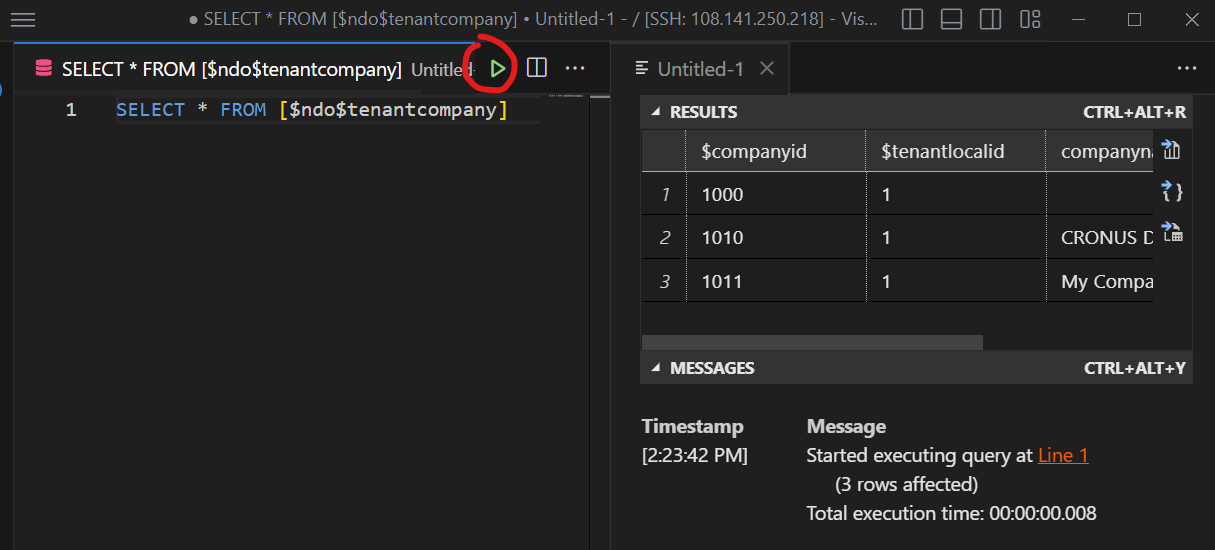 ● SELECT * FROM [$ndo$tenantcompany] • Untitled-1 - / [SSH: 108.141.250.218] - Vis...
SELECT * FROM [$ndo$tenantcompany] Untitled-
1 SELECT * FROM [$ndo$tenantcompany]
Untitled-1
RESULTS CTRL+ALT+R
$companyid $tenantlocalid companyna
1 1000 1
2 1010 1 CRONUS D
3 1011 1 My Compa
MESSAGES CTRL+ALT+Y
Timestamp Message
[2:23:42 PM] Started executing query at Line 1
(3 rows affected)
Total execution time: 00:00:00.008